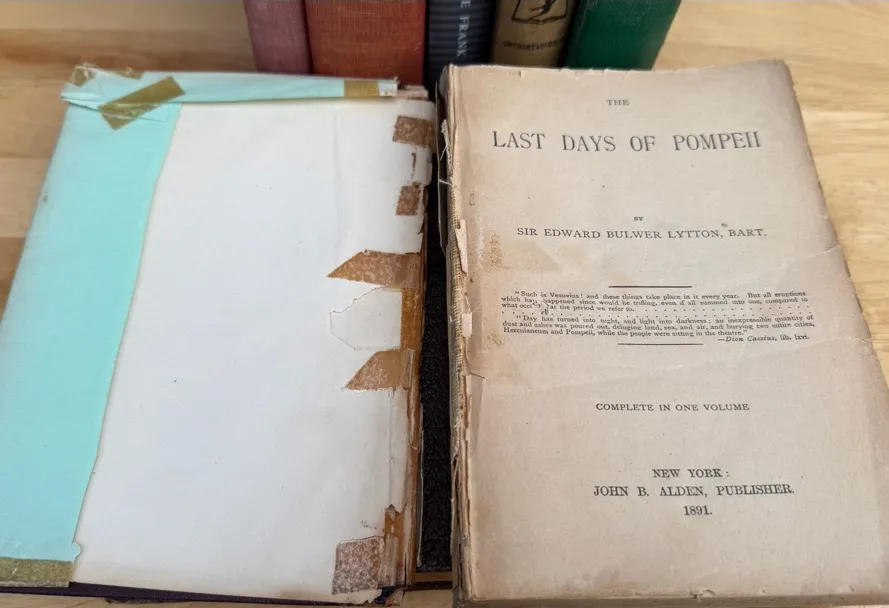 E FRANK
THE
LAST DAYS OF POMPEII
BY
SIR EDWARD BULWER LYTTON, BART.
"Such is Vesuvius! and these things take place in it every year. But all eruptions
which have happened since would be trifling, even if all summed into one, compared to
what occurred at the period we refer to.
"Day has turned into night, and light into darkness; an inexpressible quantity of
dust and ashes was poured out, deluging land, sea, and air, and burying two entire cities,
Herculaneum and Pompeii, while the people were sitting in the theatre."
—Dion Cassius, lib. lxvi.
COMPLETE IN ONE VOLUME
NEW YORK:
JOHN B. ALDEN, PUBLISHER.
1891.